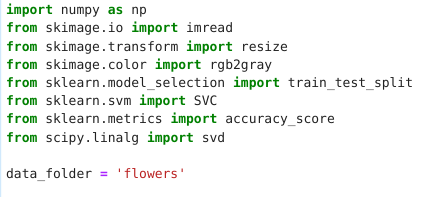 import numpy as np
from skimage.io import imread
from skimage.transform import resize
from skimage.color import rgb2gray
from sklearn.model_selection import train_test_split
from sklearn.svm import SVC
from sklearn.metrics import accuracy_score
from scipy.linalg import svd

data_folder = 'flowers'